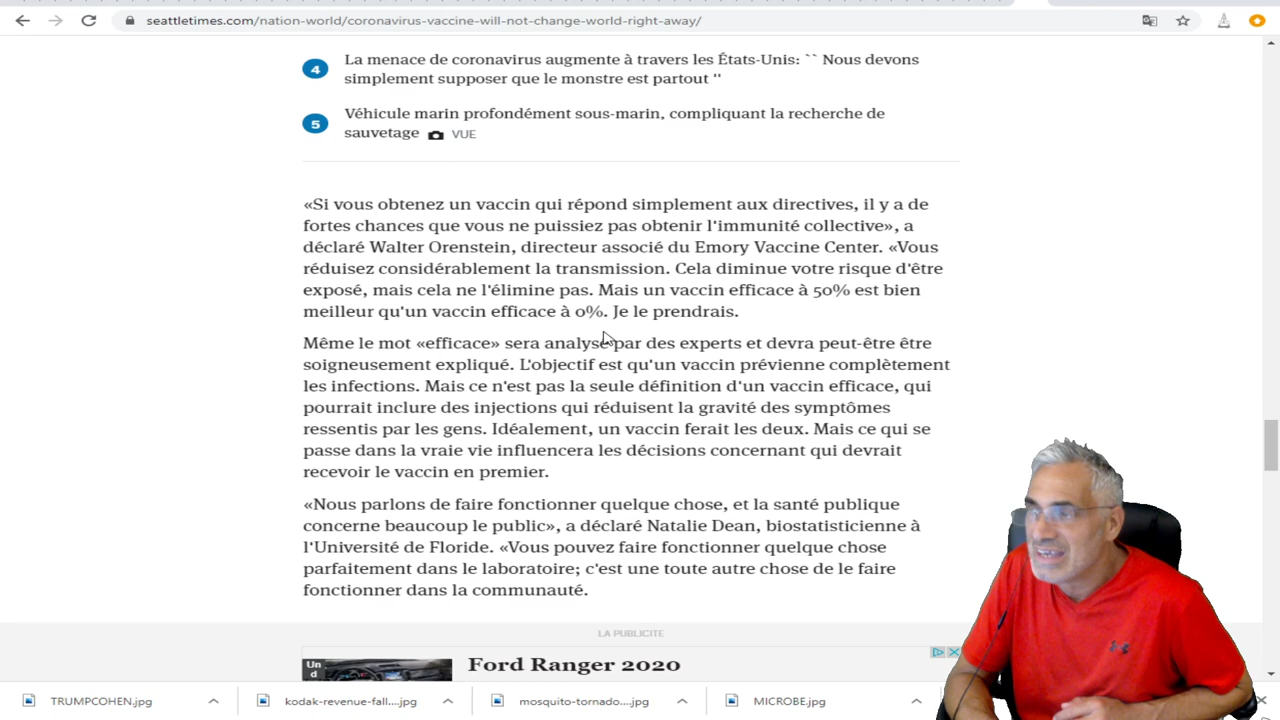 seattletimes.com/nation-world/coronavirus-vaccine-will-not-change-world-right-away/
4
La menace de coronavirus augmente à travers les États-Unis: `` Nous devons
simplement supposer que le monstre est partout ''
5
Véhicule marin profondément sous-marin, compliquant la recherche de
sauvetage VUE
«Si vous obtenez un vaccin qui répond simplement aux directives, il y a de
fortes chances que vous ne puissiez pas obtenir l'immunité collective», a
déclaré Walter Orenstein, directeur associé du Emory Vaccine Center. «Vous
réduisez considérablement la transmission. Cela diminue votre risque d'être
exposé, mais cela ne l'élimine pas. Mais un vaccin efficace à 50% est bien
meilleur qu'un vaccin efficace à 0%. Je le prendrais.
Même le mot «efficace» sera analysé par des experts et devra peut-être être
soigneusement expliqué. L'objectif est qu'un vaccin prévienne complètement
les infections. Mais ce n'est pas la seule définition d'un vaccin efficace, qui
pourrait inclure des injections qui réduisent la gravité des symptômes
ressentis par les gens. Idéalement, un vaccin ferait les deux. Mais ce qui se
passe dans la vraie vie influencera les décisions concernant qui devrait
recevoir le vaccin en premier.
«Nous parlons de faire fonctionner quelque chose, et la santé publique
concerne beaucoup le public», a déclaré Natalie Dean, biostatisticienne à
l'Université de Floride. «Vous pouvez faire fonctionner quelque chose
parfaitement dans le laboratoire; c'est une toute autre chose de le faire
fonctionner dans la communauté.
LA PUBLICITE
Un
d
Ford Ranger 2020
TRUMPCOHEN.jpg
kodak-revenue-fall....jpg
mosquito-tornado....jpg
MICROBE.jpg